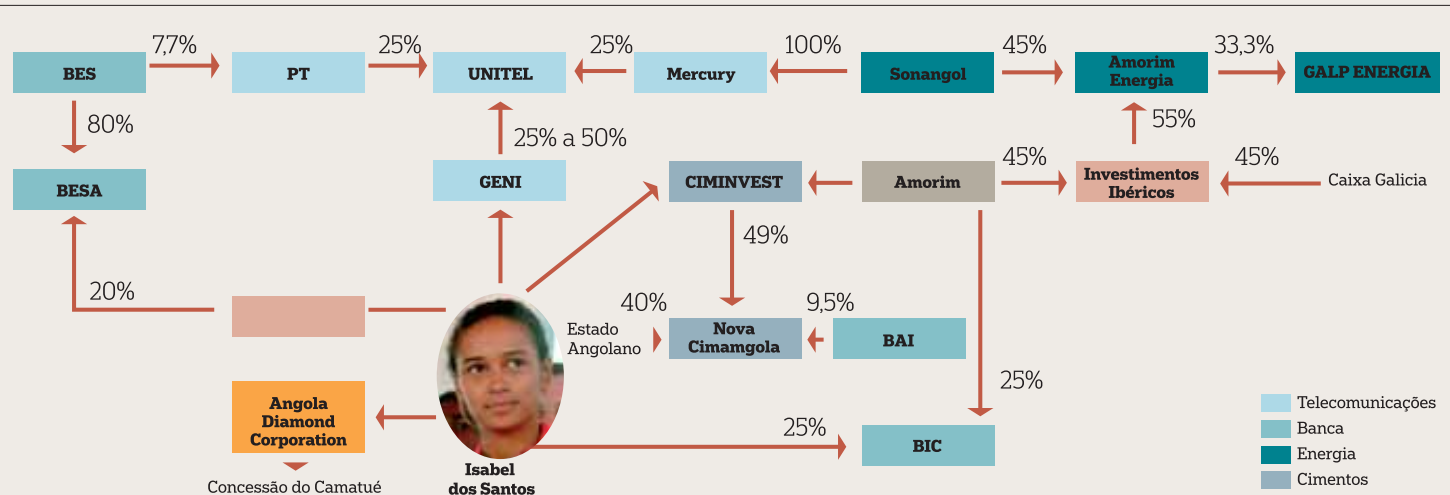 7,7%
25%
25%
100%
45%
33,3%
BES
PT
UNITEL
Mercury
Sonangol
Amorim
Energia
GALP ENERGIA
80%
25% a 50%
55%
BESA
GENI
CIMINVEST
Amorim
45%
Investimentos
Ibéricos
45%
Caixa Galicia
49%
20%
40%
9,5%
Estado
Angolano
Nova
Cimamgola
BAI
25%
Angola
Diamond
Corporation
25%
BIC
Isabel
dos Santos
Concessão do Camatué
Telecomunicações
Banca
Energia
Cimentos